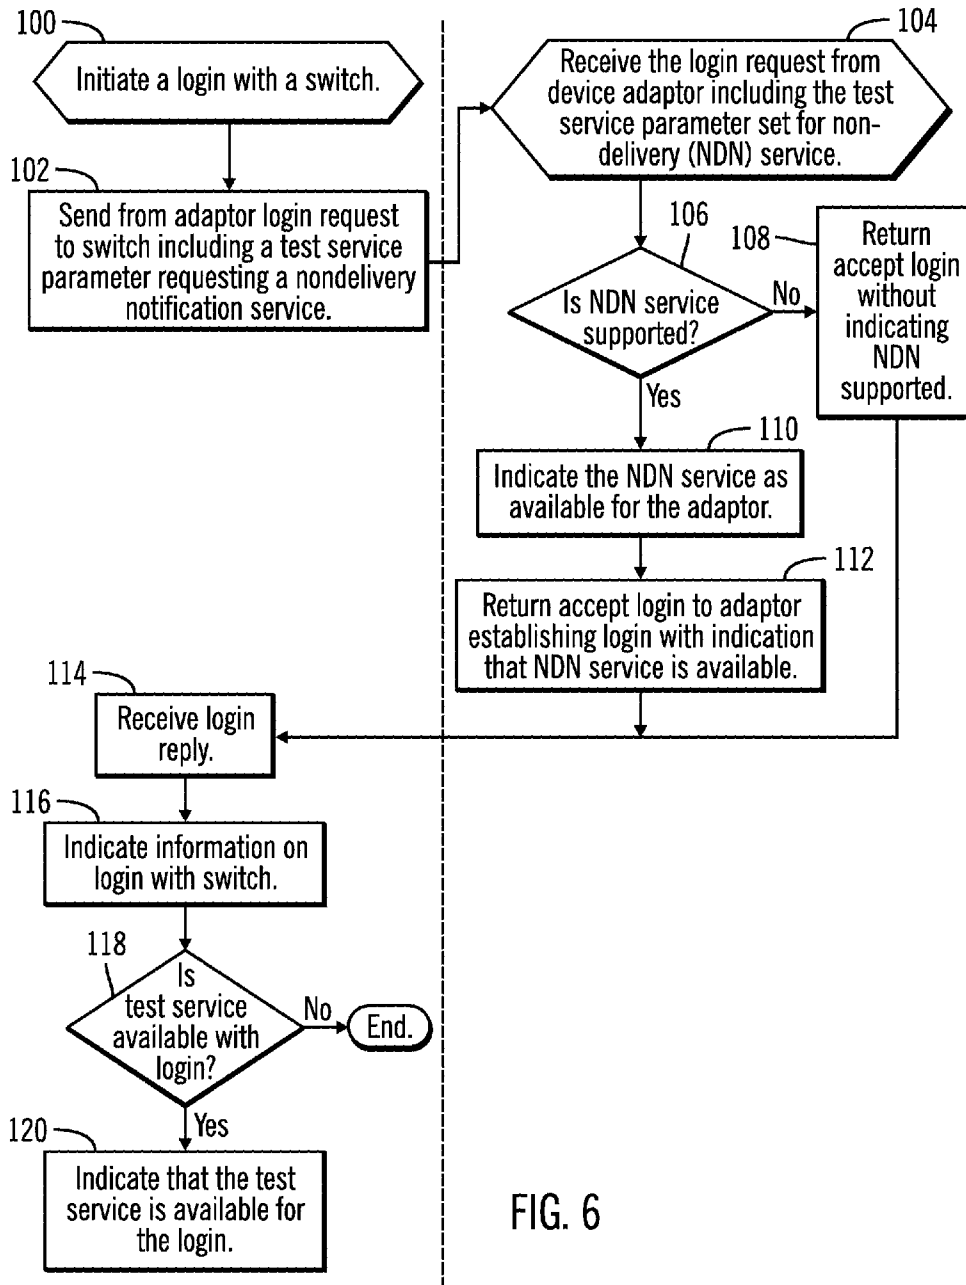 100
Initiate a login with a switch.
102
Send from adaptor login request
to switch including a test service
parameter requesting a nondelivery
notification service.
104
Receive the login request from
device adaptor including the test
service parameter set for non-
delivery (NDN) service.
106
Is NDN service
supported?
No
Yes
108
Return
accept login
without
indicating
NDN
supported.
110
Indicate the NDN service as
available for the adaptor.
112
Return accept login to adaptor
establishing login with indication
that NDN service is available.
114
Receive login
reply.
116
Indicate information on
login with switch.
118
Is
test service
available with
login?
No
End.
Yes
120
Indicate that the test
service is available for
the login.
FIG. 6